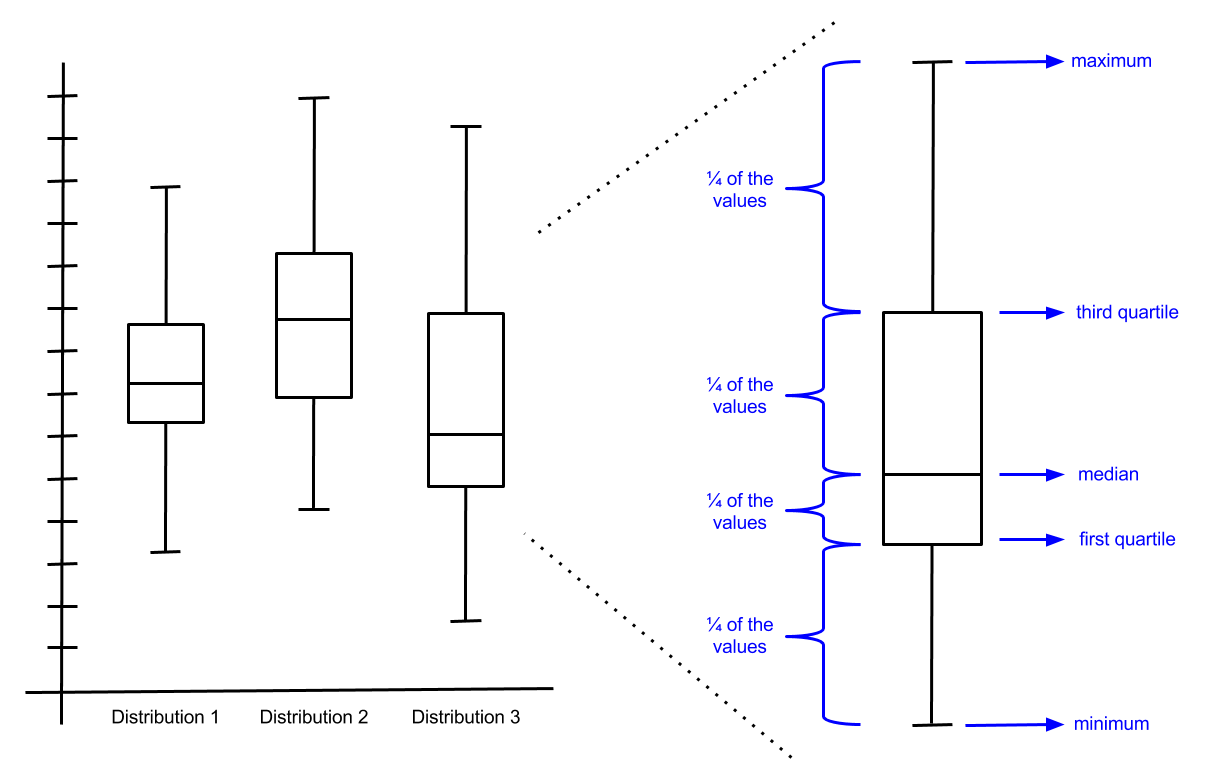 maximum
¼ of the
values
third quartile
¼ of the
values
median
¼ of the
values
first quartile
¼ of the
values
minimum
Distribution 1
Distribution 2
Distribution 3